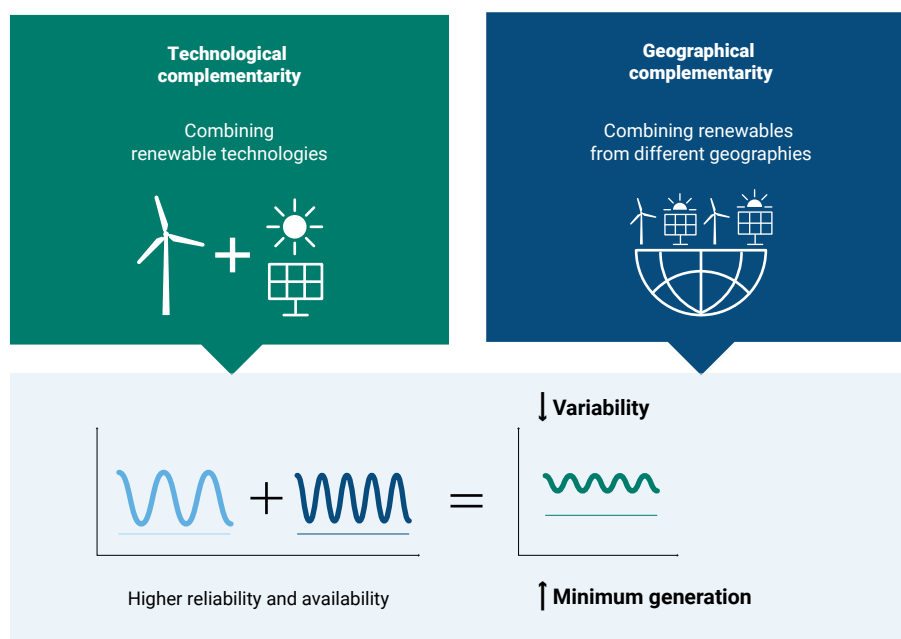 Technological
complementarity
Combining
renewable technologies
Geographical
complementarity
Combining renewables
from different geographies
↓ Variability
+
=
Higher reliability and availability
↑ Minimum generation